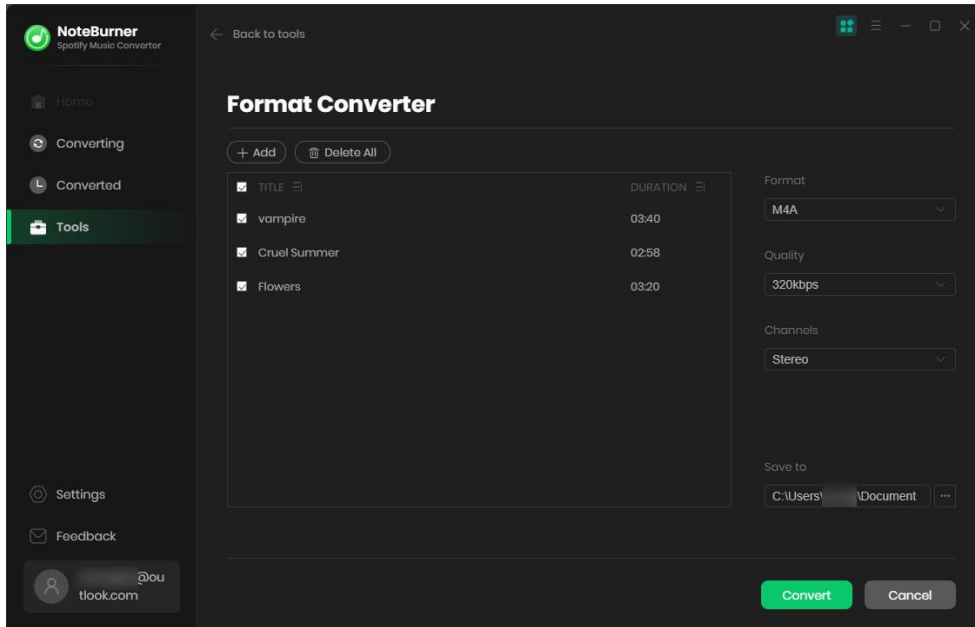 NoteBurner
Spotify Music Converter
Back to tools
Home
Converting
Converted
Tools
Settings
Feedback
@ou
tlook.com
Format Converter
+ Add
Delete All
TITLE DURATION
vampire 03:40
Cruel Summer 02:58
Flowers 03:20
Format
M4A
Quality
320kbps
Channels
Stereo
Save to
C:\Users\ \Document ...
Convert Cancel